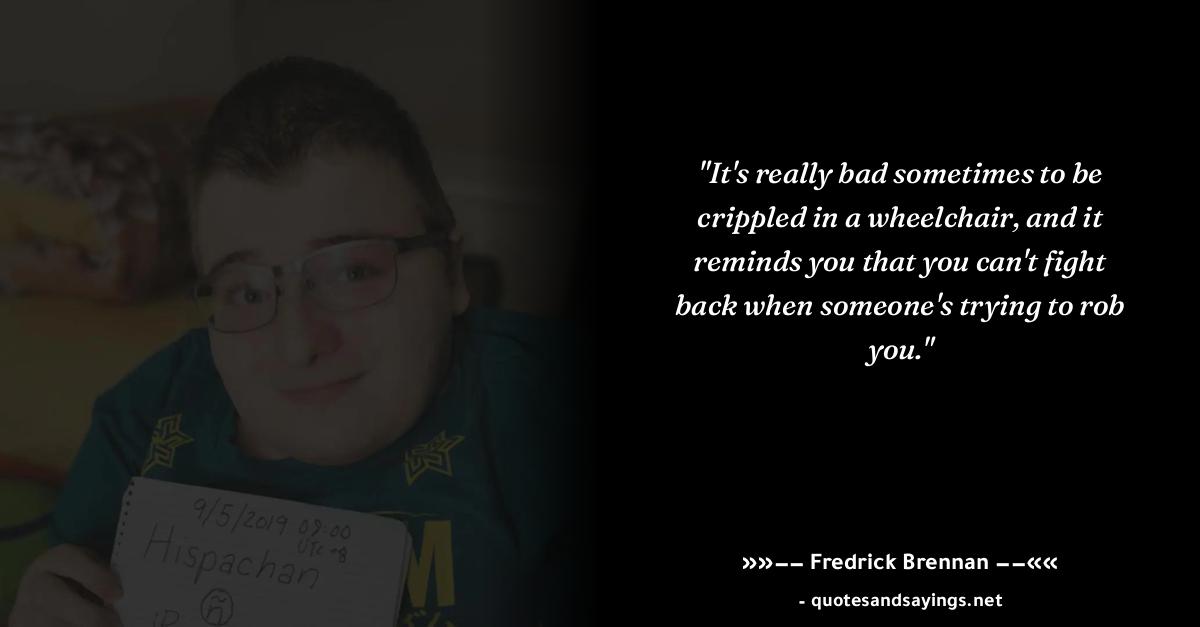 "It's really bad sometimes to be
crippled in a wheelchair, and it
reminds you that you can't fight
back when someone's trying to rob
you."
»»-- Fredrick Brennan --««
- quotesandsayings.net
9/5/2019 09:00
UTC +8
Hispachan
ñ
M